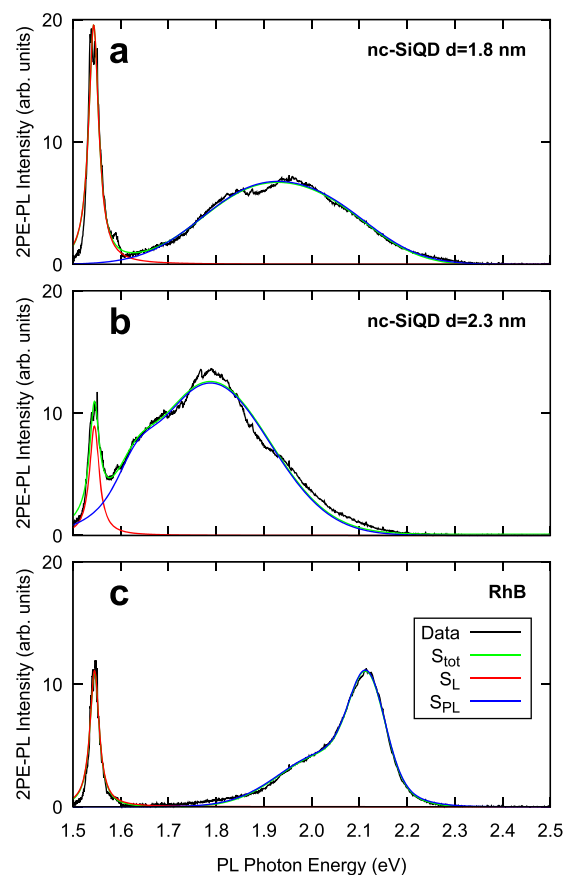 20
a
nc-SiQD d=1.8 nm
10
0
2PE-PL Intensity (arb. units)
20
b
nc-SiQD d=2.3 nm
10
0
2PE-PL Intensity (arb. units)
20
c
RhB
Data
S_tot
S_L
S_PL
10
0
2PE-PL Intensity (arb. units)
1.5 1.6 1.7 1.8 1.9 2.0 2.1 2.2 2.3 2.4 2.5
PL Photon Energy (eV)